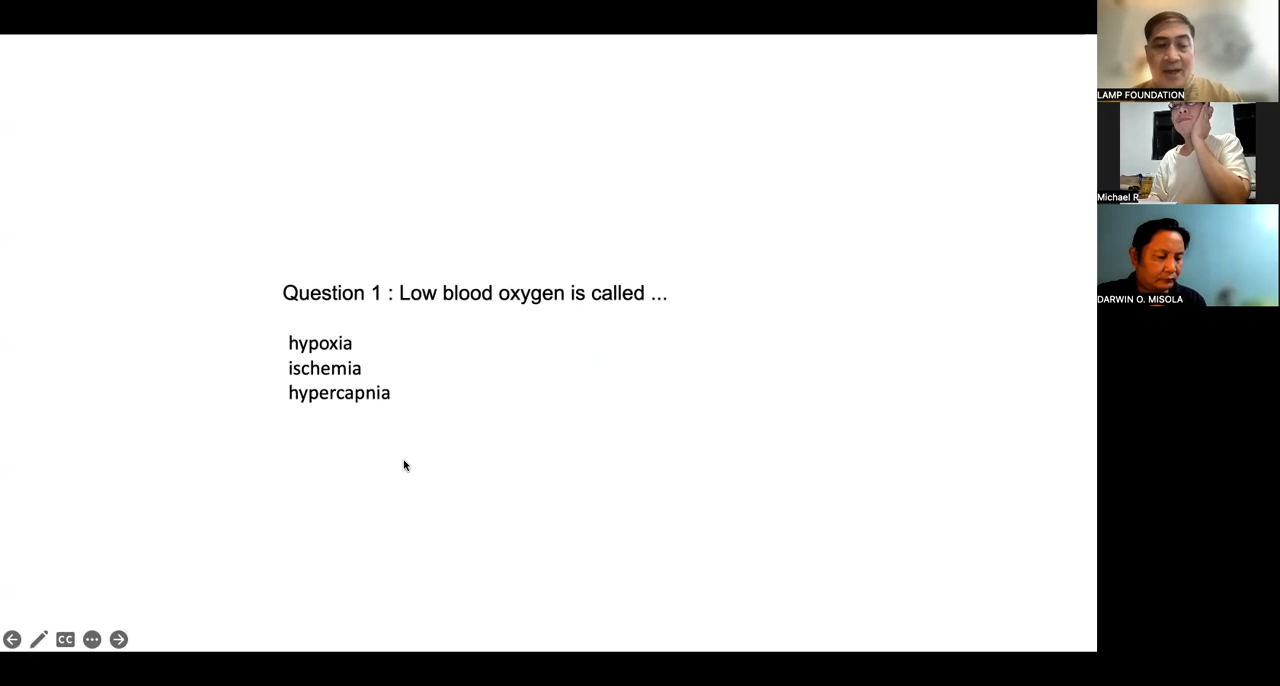 Question 1 : Low blood oxygen is called ...
hypoxia
ischemia
hypercapnia
CC
LAMP FOUNDATION
Michael R
DARWIN O. MISOLA